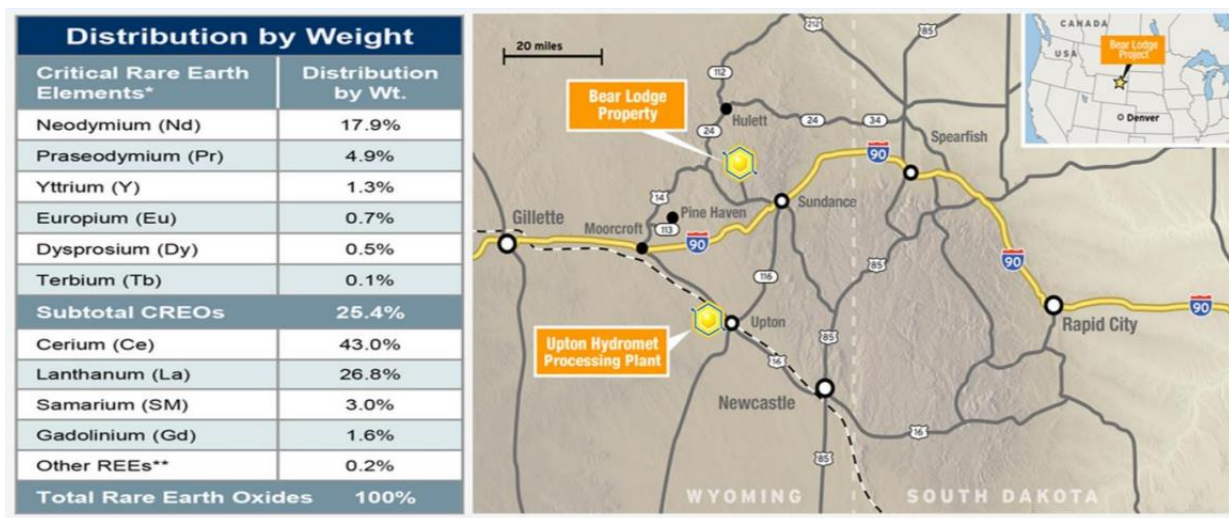 Distribution by Weight
Critical Rare Earth Elements* Distribution by Wt.
Neodymium (Nd) 17.9%
Praseodymium (Pr) 4.9%
Yttrium (Y) 1.3%
Europium (Eu) 0.7%
Dysprosium (Dy) 0.5%
Terbium (Tb) 0.1%
Subtotal CREOs 25.4%
Cerium (Ce) 43.0%
Lanthanum (La) 26.8%
Samarium (SM) 3.0%
Gadolinium (Gd) 1.6%
Other REEs** 0.2%
Total Rare Earth Oxides 100%
20 miles
212
85
CANADA
USA
Bear Lodge
Project
Denver
112
Bear Lodge
Property
Hulett
24
24
34
Spearfish
90
14
Pine Haven
Sundance
Gillette
Moorcroft
113
90
90
85
116
Rapid City
90
Upton
Upton Hydromet
Processing Plant
85
16
Newcastle
16
85
WYOMING
SOUTH DAKOTA